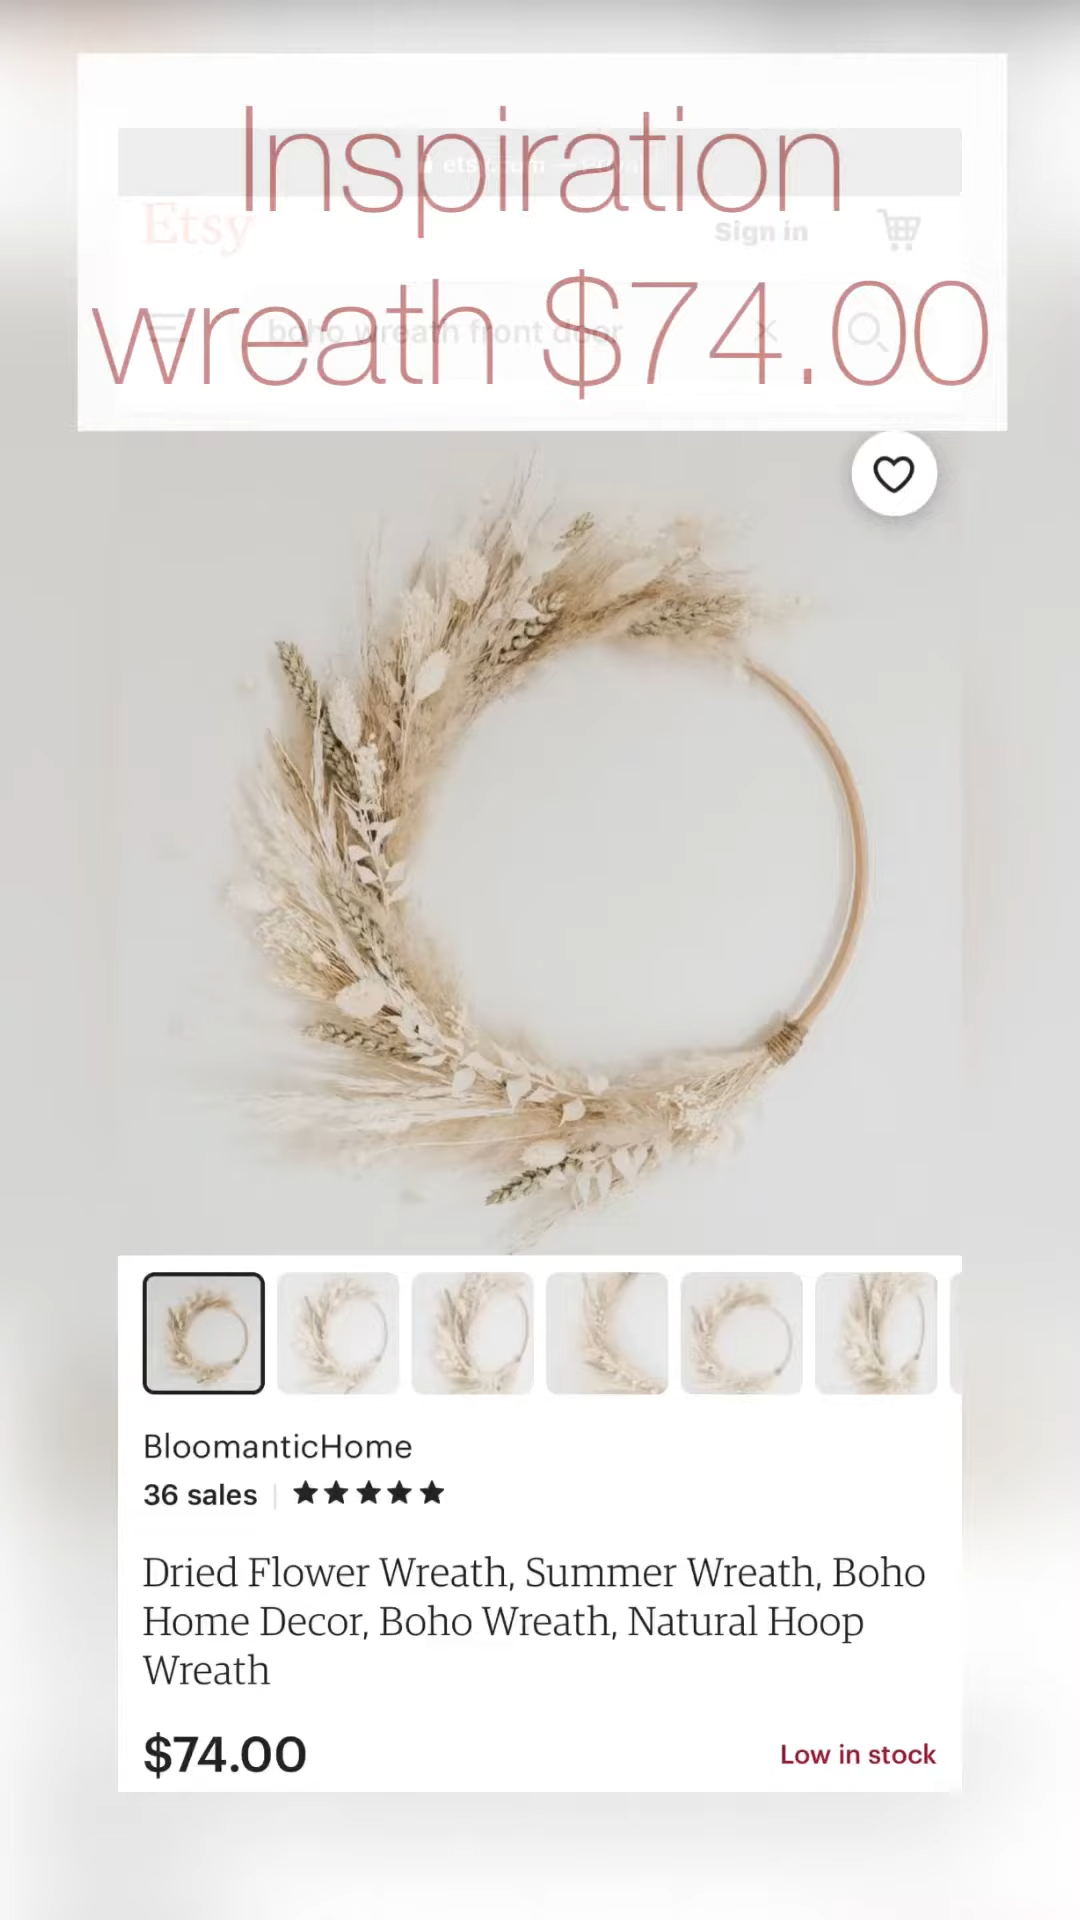 Inspiration
wreath $74.00
Etsy
Sign in
boho wreath front door
BloomanticHome
36 sales
Dried Flower Wreath, Summer Wreath, Boho
Home Decor, Boho Wreath, Natural Hoop
Wreath
$74.00
Low in stock